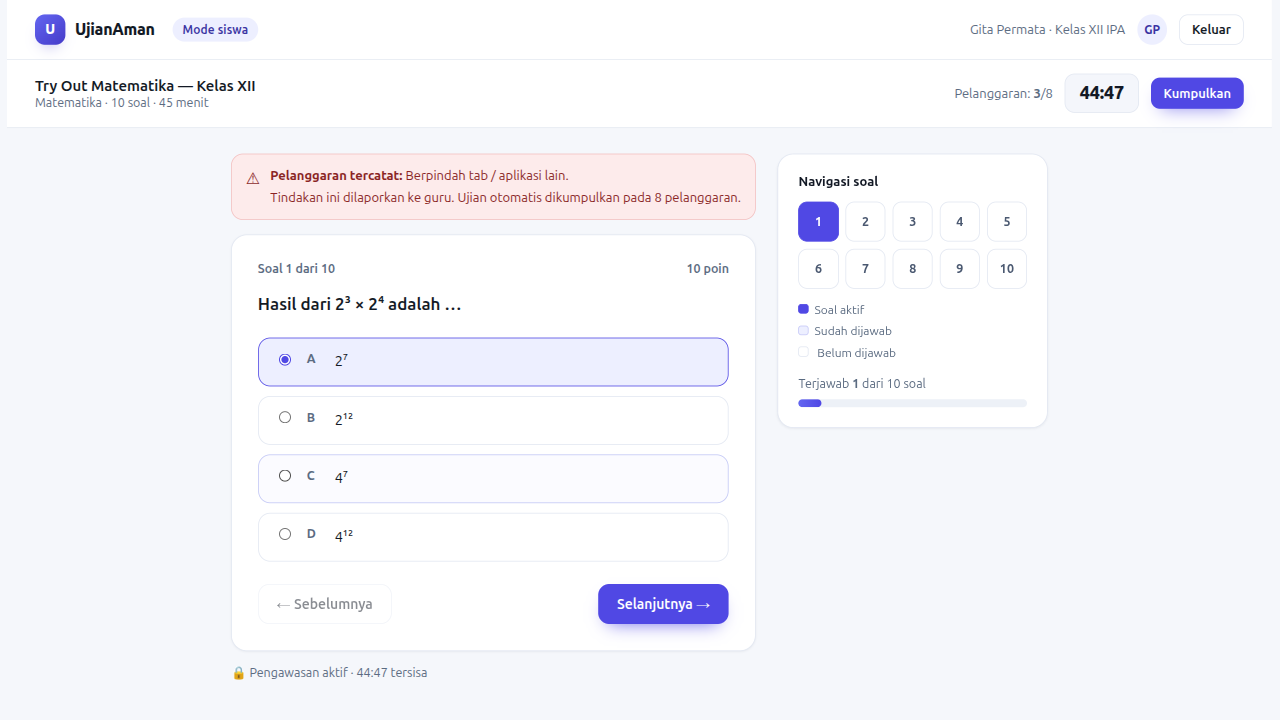 U UjianAman Mode siswa Gita Permata · Kelas XII IPA GP Keluar
Try Out Matematika — Kelas XII
Matematika · 10 soal · 45 menit
Pelanggaran: 3/8 44:47 Kumpulkan
⚠ Pelanggaran tercatat: Berpindah tab / aplikasi lain.
Tindakan ini dilaporkan ke guru. Ujian otomatis dikumpulkan pada 8 pelanggaran.
Soal 1 dari 10 10 poin
Hasil dari 2³ × 2⁴ adalah …
A 2⁷
B 2¹²
C 4⁷
D 4¹²
← Sebelumnya Selanjutnya →
🔒 Pengawasan aktif · 44:47 tersisa
Navigasi soal
1 2 3 4 5
6 7 8 9 10
Soal aktif
Sudah dijawab
Belum dijawab
Terjawab 1 dari 10 soal